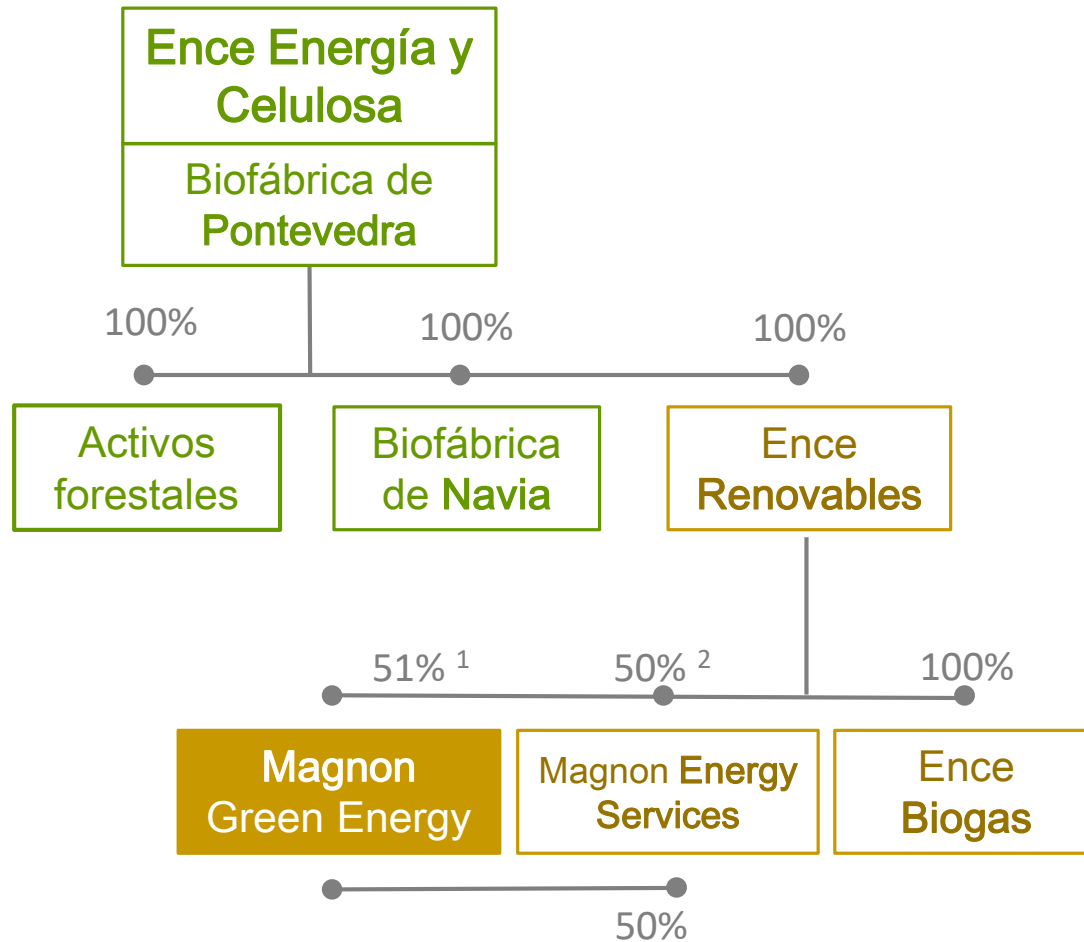 Ence Energía y
Celulosa
Biofábrica de
Pontevedra
100%
100%
100%
Activos
forestales
Biofábrica
de Navia
Ence
Renovables
51% 1
50% 2
100%
Magnon
Green Energy
Magnon Energy
Services
Ence
Biogas
50%